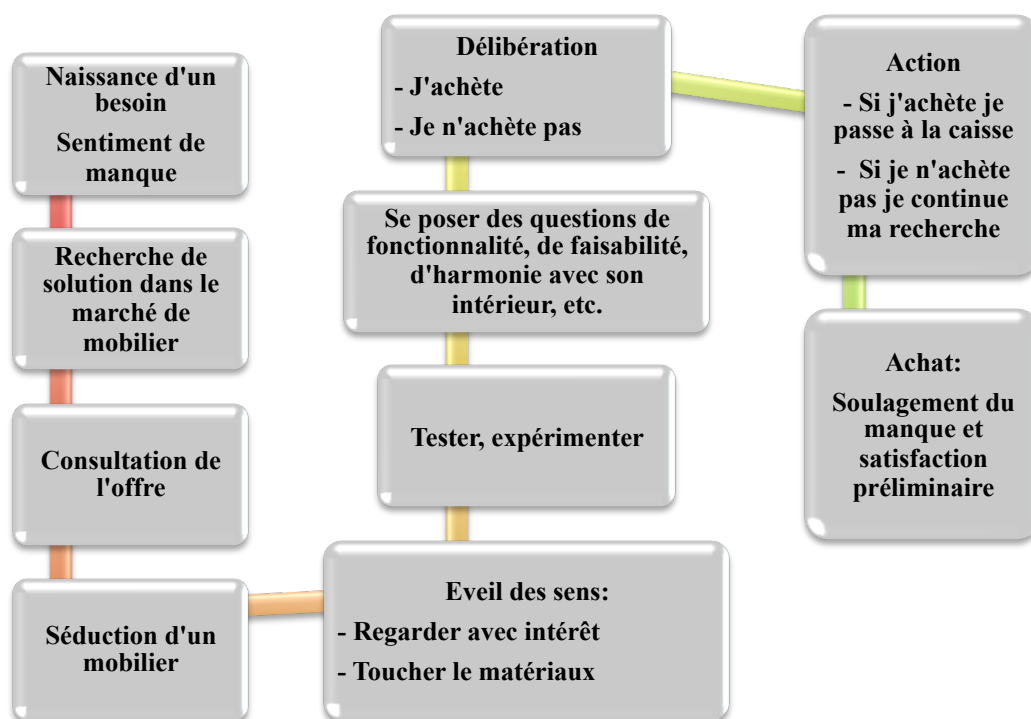 Naissance d'un
besoin
Sentiment de
manque
Recherche de
solution dans le
marché de
mobilier
Consultation de
l'offre
Séduction d'un
mobilier
Eveil des sens:
- Regarder avec intérêt
- Toucher le matériaux
Tester, expérimenter
Se poser des questions de
fonctionnalité, de faisabilité,
d'harmonie avec son
intérieur, etc.
Délibération
- J'achète
- Je n'achète pas
Action
- Si j'achète je
passe à la caisse
- Si je n'achète
pas je continue
ma recherche
Achat:
Soulagement du
manque et
satisfaction
préliminaire